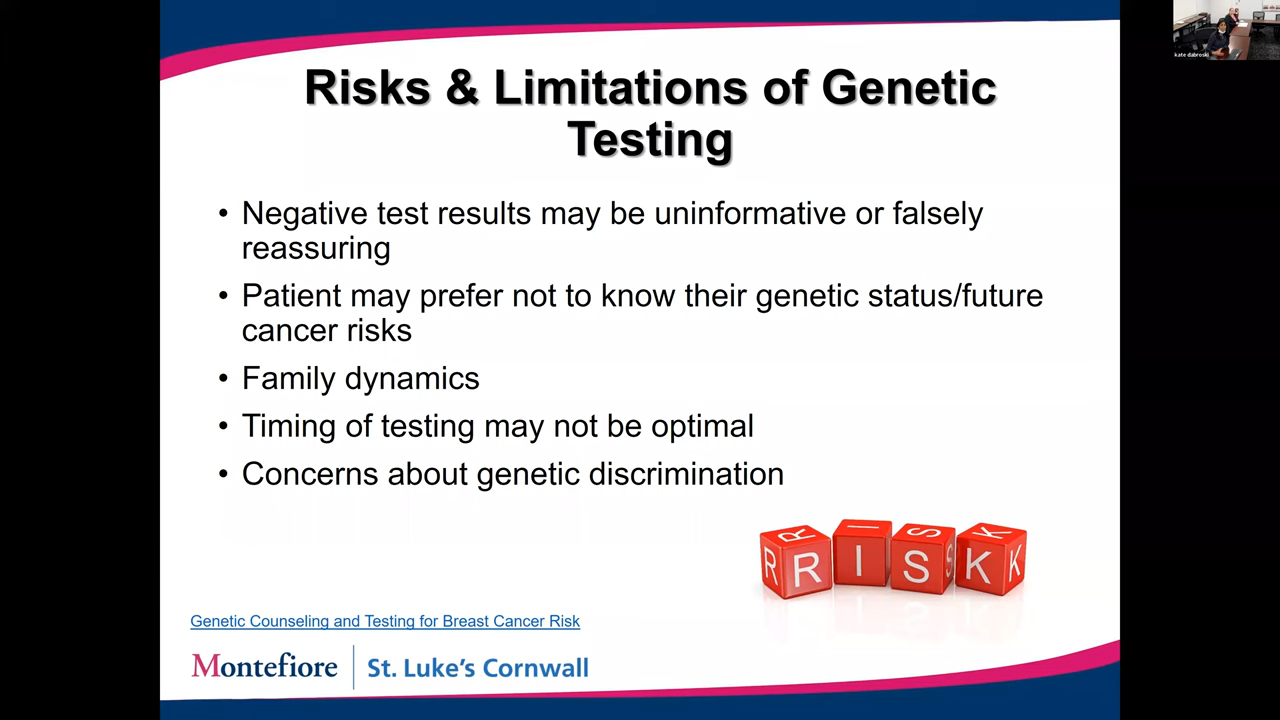 kate dabroski
Risks & Limitations of Genetic
Testing
• Negative test results may be uninformative or falsely
reassuring
• Patient may prefer not to know their genetic status/future
cancer risks
• Family dynamics
• Timing of testing may not be optimal
• Concerns about genetic discrimination
R R I I S S S K K K
Genetic Counseling and Testing for Breast Cancer Risk
Montefiore | St. Luke's Cornwall